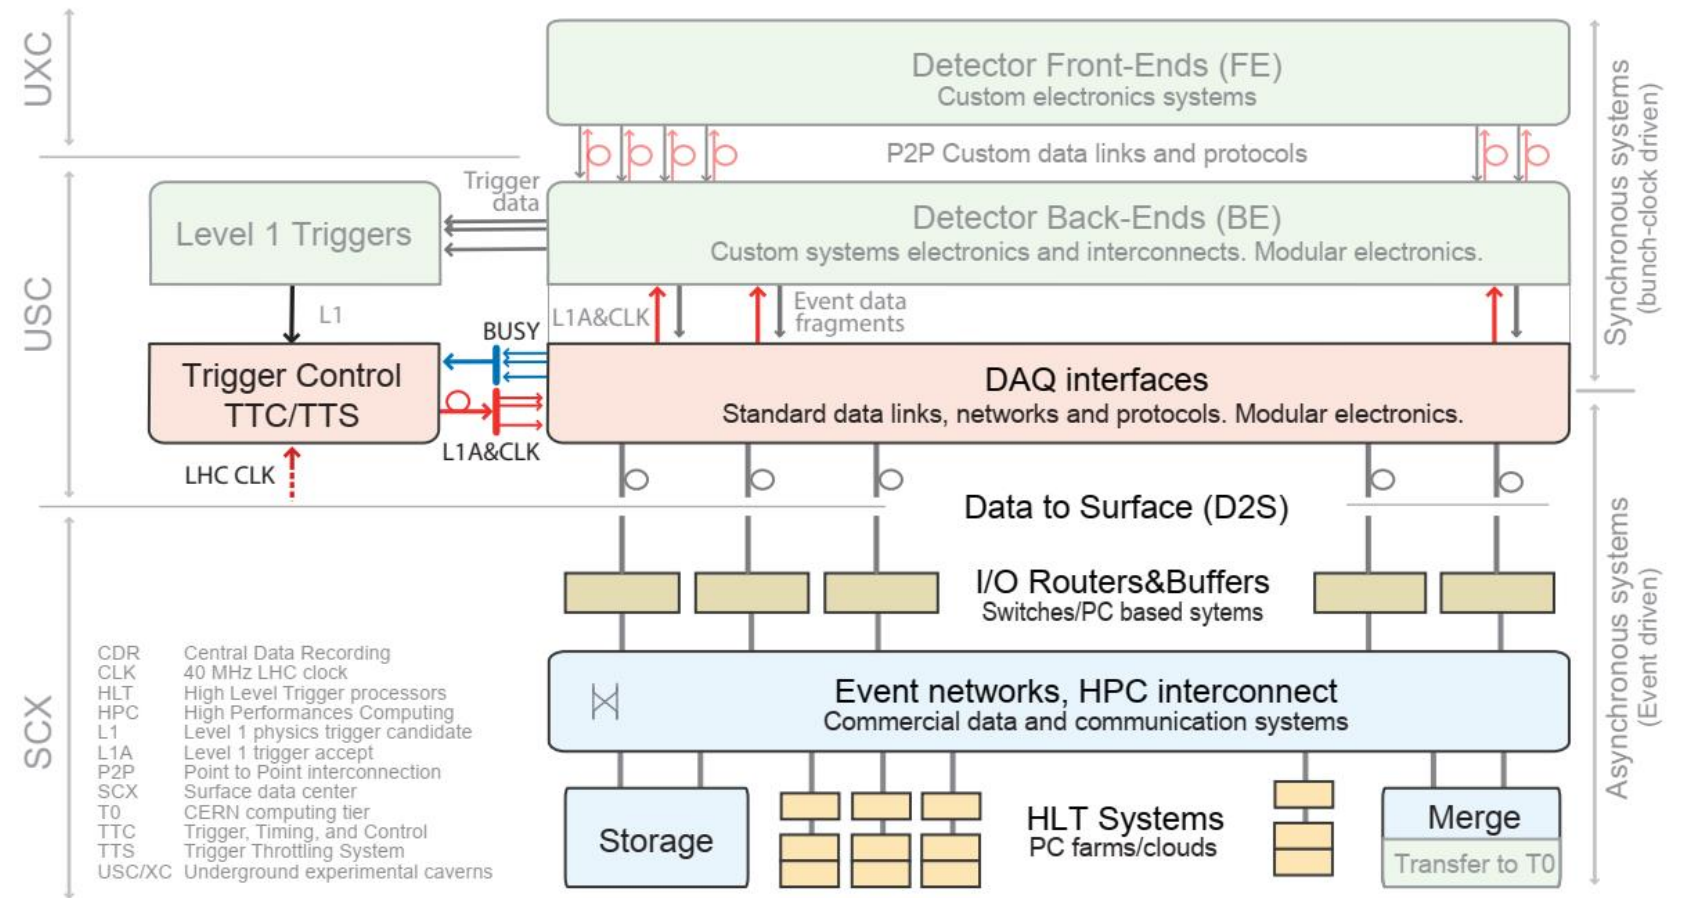 UXC
Detector Front-Ends (FE)
Custom electronics systems
P2P Custom data links and protocols
Synchronous systems
(bunch-clock driven)
USC
Trigger
data
Level 1 Triggers
Detector Back-Ends (BE)
Custom systems electronics and interconnects. Modular electronics.
L1
BUSY
L1A&CLK
Event data
fragments
Trigger Control
TTC/TTS
DAQ interfaces
Standard data links, networks and protocols. Modular electronics.
L1A&CLK
LHC CLK
Data to Surface (D2S)
Asynchronous systems
(Event driven)
SCX
I/O Routers&Buffers
Switches/PC based sytems
CDR Central Data Recording
CLK 40 MHz LHC clock
HLT High Level Trigger processors
HPC High Performances Computing
L1 Level 1 physics trigger candidate
L1A Level 1 trigger accept
P2P Point to Point interconnection
SCX Surface data center
T0 CERN computing tier
TTC Trigger, Timing, and Control
TTS Trigger Throttling System
USC/XC Underground experimental caverns
Event networks, HPC interconnect
Commercial data and communication systems
Storage
HLT Systems
PC farms/clouds
Merge
Transfer to T0